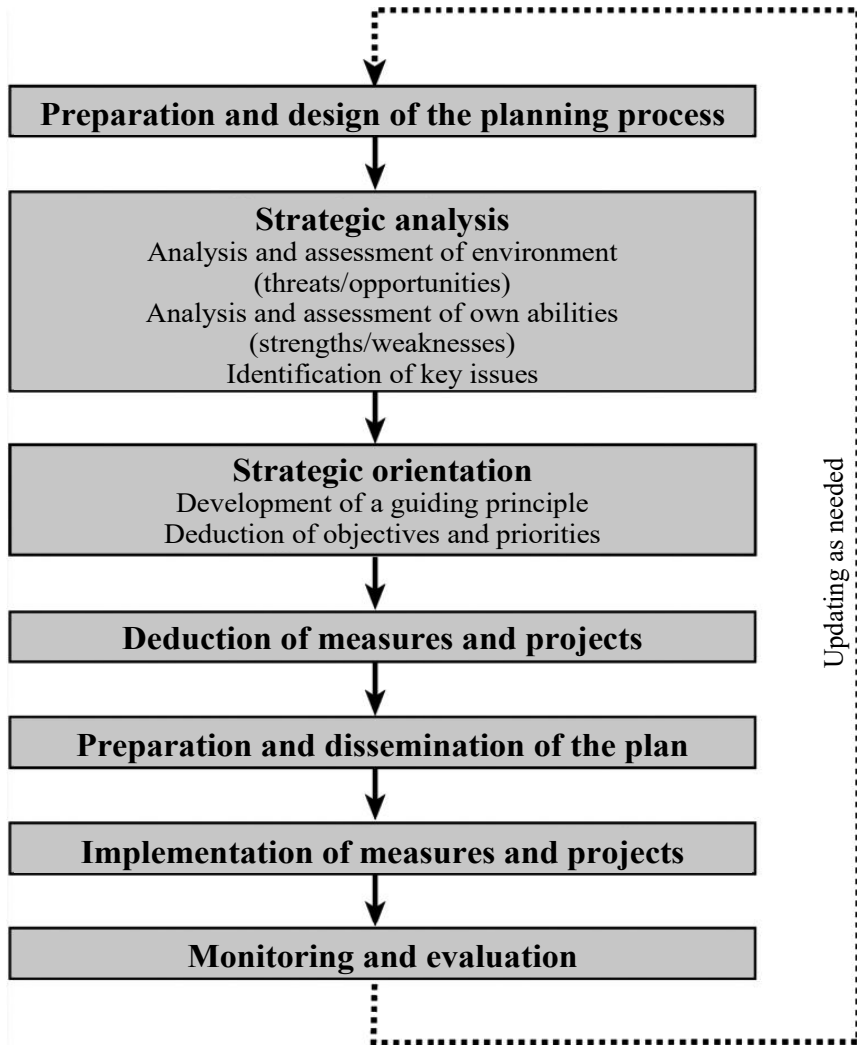 Preparation and design of the planning process
Strategic analysis
Analysis and assessment of environment
(threats/opportunities)
Analysis and assessment of own abilities
(strengths/weaknesses)
Identification of key issues
Strategic orientation
Development of a guiding principle
Deduction of objectives and priorities
Deduction of measures and projects
Preparation and dissemination of the plan
Implementation of measures and projects
Monitoring and evaluation
Updating as needed